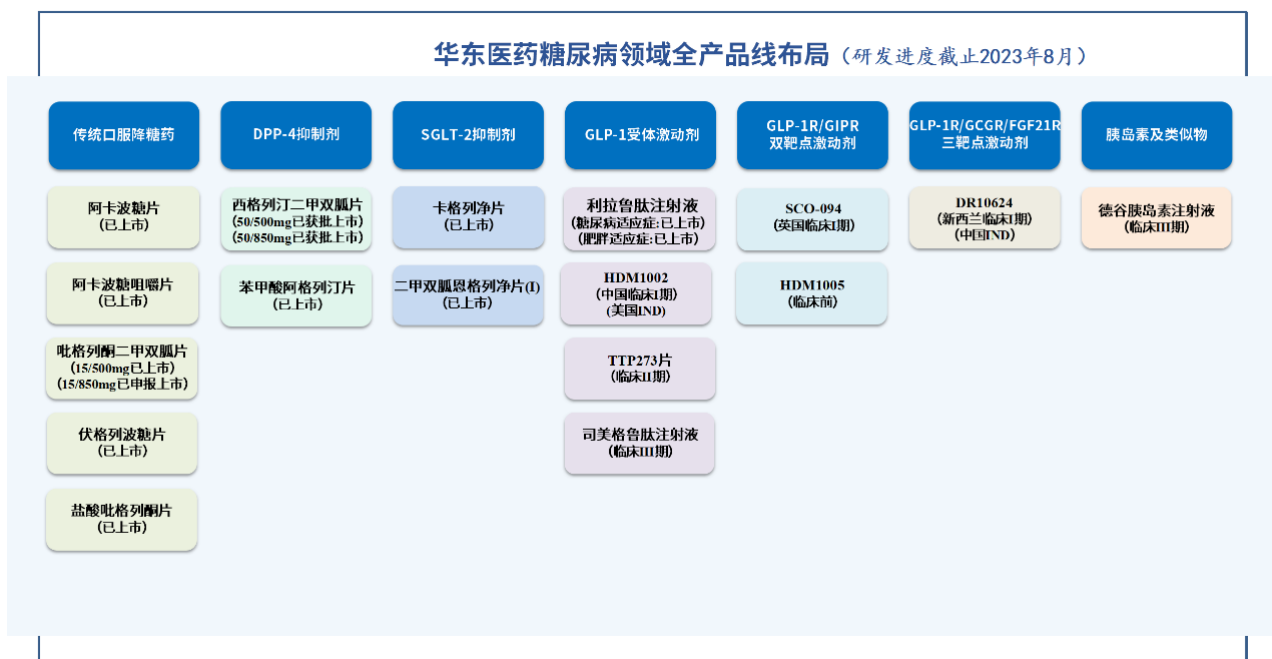 华东医药糖尿病领域全产品线布局（研发进度截止2023年8月）
传统口服降糖药
阿卡波糖片
(已上市)
阿卡波糖咀嚼片
(已上市)
吡格列酮二甲双胍片
(15/500mg已上市)
(15/850mg已申报上市)
伏格列波糖片
(已上市)
盐酸吡格列酮片
(已上市)
DPP-4抑制剂
西格列汀二甲双胍片
(50/500mg已获批上市)
(50/850mg已获批上市)
苯甲酸阿格列汀片
(已上市)
SGLT-2抑制剂
卡格列净片
(已上市)
二甲双胍恩格列净片(I)
(已上市)
GLP-1受体激动剂
利拉鲁肽注射液
(糖尿病适应症:已上市)
(肥胖适应症:已上市)
HDM1002
(中国临床I期)
(美国IND)
TTP273片
(临床II期)
司美格鲁肽注射液
(临床III期)
GLP-1R/GIPR
双靶点激动剂
SCO-094
(英国临床I期)
HDM1005
(临床前)
GLP-1R/GCGR/FGF21R
三靶点激动剂
DR10624
(新西兰临床I期)
(中国IND)
胰岛素及类似物
德谷胰岛素注射液
(临床III期)